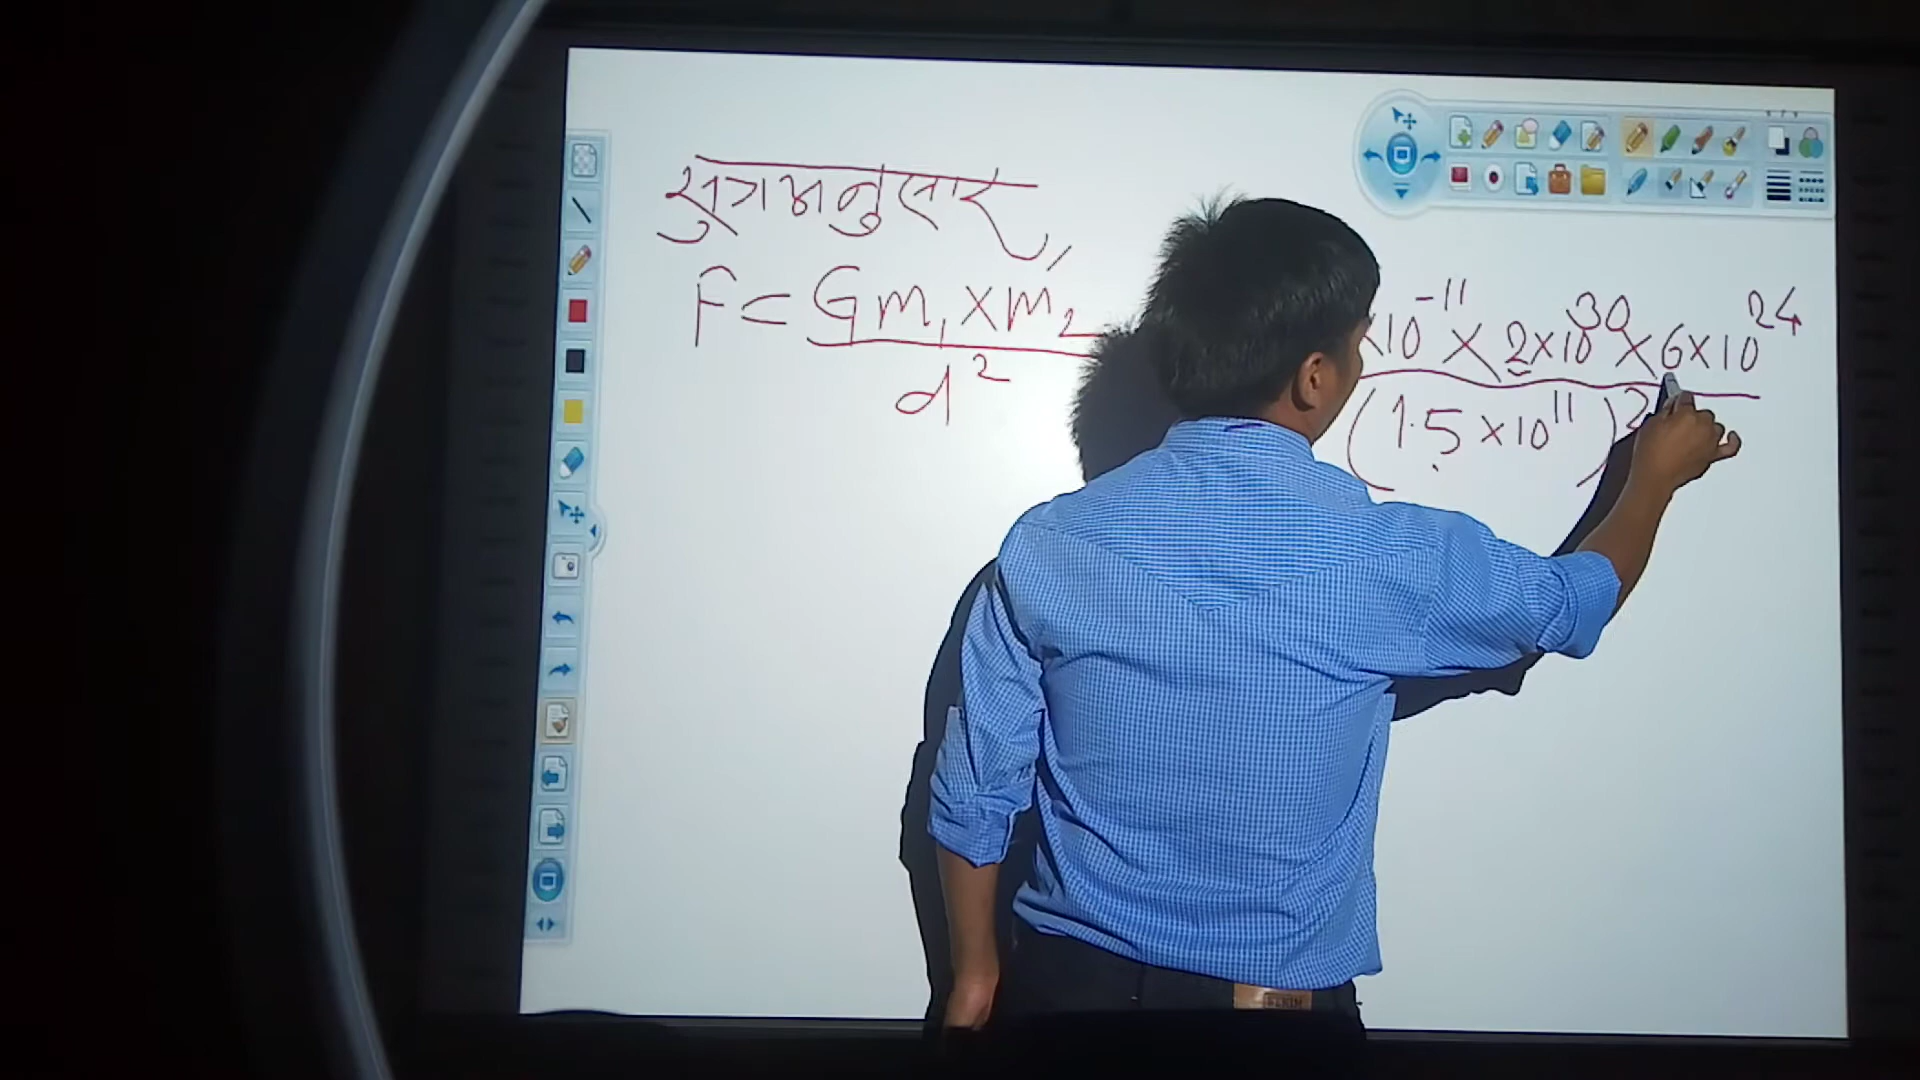 सुत्रअनुसार,
F = Gm₁ × m₂ / d²
×10⁻¹¹ × 2×10³⁰ × 6×10²⁴ / (1.5 × 10¹¹)²